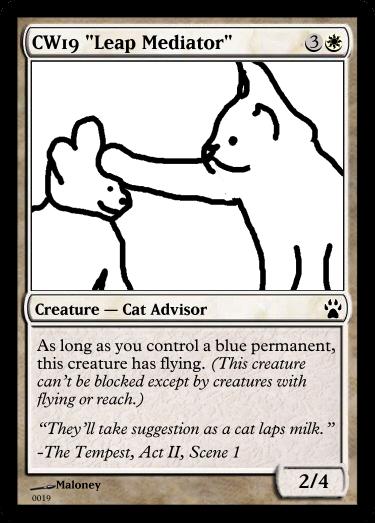 CW19 "Leap Mediator" 3
Creature — Cat Advisor
As long as you control a blue permanent,
this creature has flying. (This creature
can't be blocked except by creatures with
flying or reach.)
“They'll take suggestion as a cat laps milk.”
-The Tempest, Act II, Scene 1
2/4
Maloney
0019